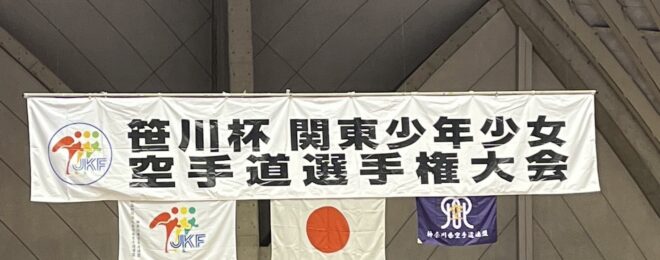 笹川杯 関東少年少女
空手道選手権大会
JKF
JKF
神奈川県空手道連盟